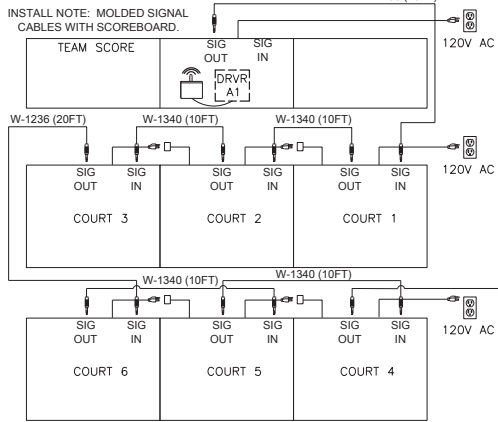 INSTALL NOTE: MOLDED SIGNAL
CABLES WITH SCOREBOARD.
TEAM SCORE
SIG OUT
SIG IN
DRVR
A1
120V AC
W-1236 (20FT)
W-1340 (10FT)
W-1340 (10FT)
SIG OUT
SIG IN
SIG OUT
SIG IN
SIG OUT
SIG IN
120V AC
COURT 3
COURT 2
COURT 1
W-1340 (10FT)
W-1340 (10FT)
SIG OUT
SIG IN
SIG OUT
SIG IN
SIG OUT
SIG IN
120V AC
COURT 6
COURT 5
COURT 4